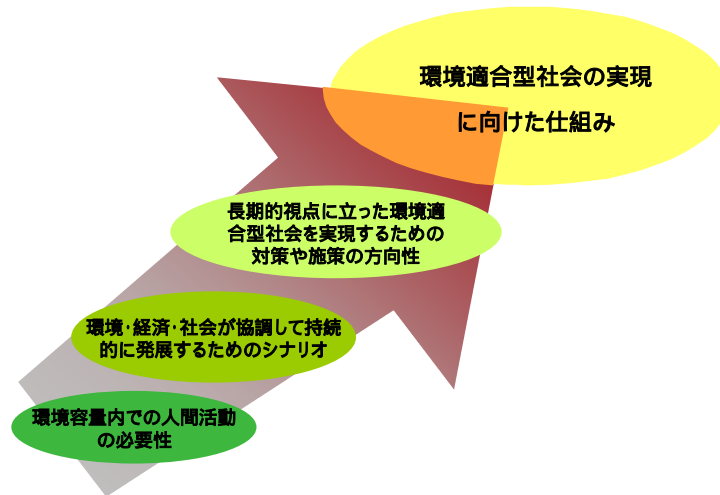 環境適合型社会の実現
に向けた仕組み
長期的視点に立った環境適
合型社会を実現するための
対策や施策の方向性
環境･経済･社会が協調して持続
的に発展するためのシナリオ
環境容量内での人間活動
の必要性